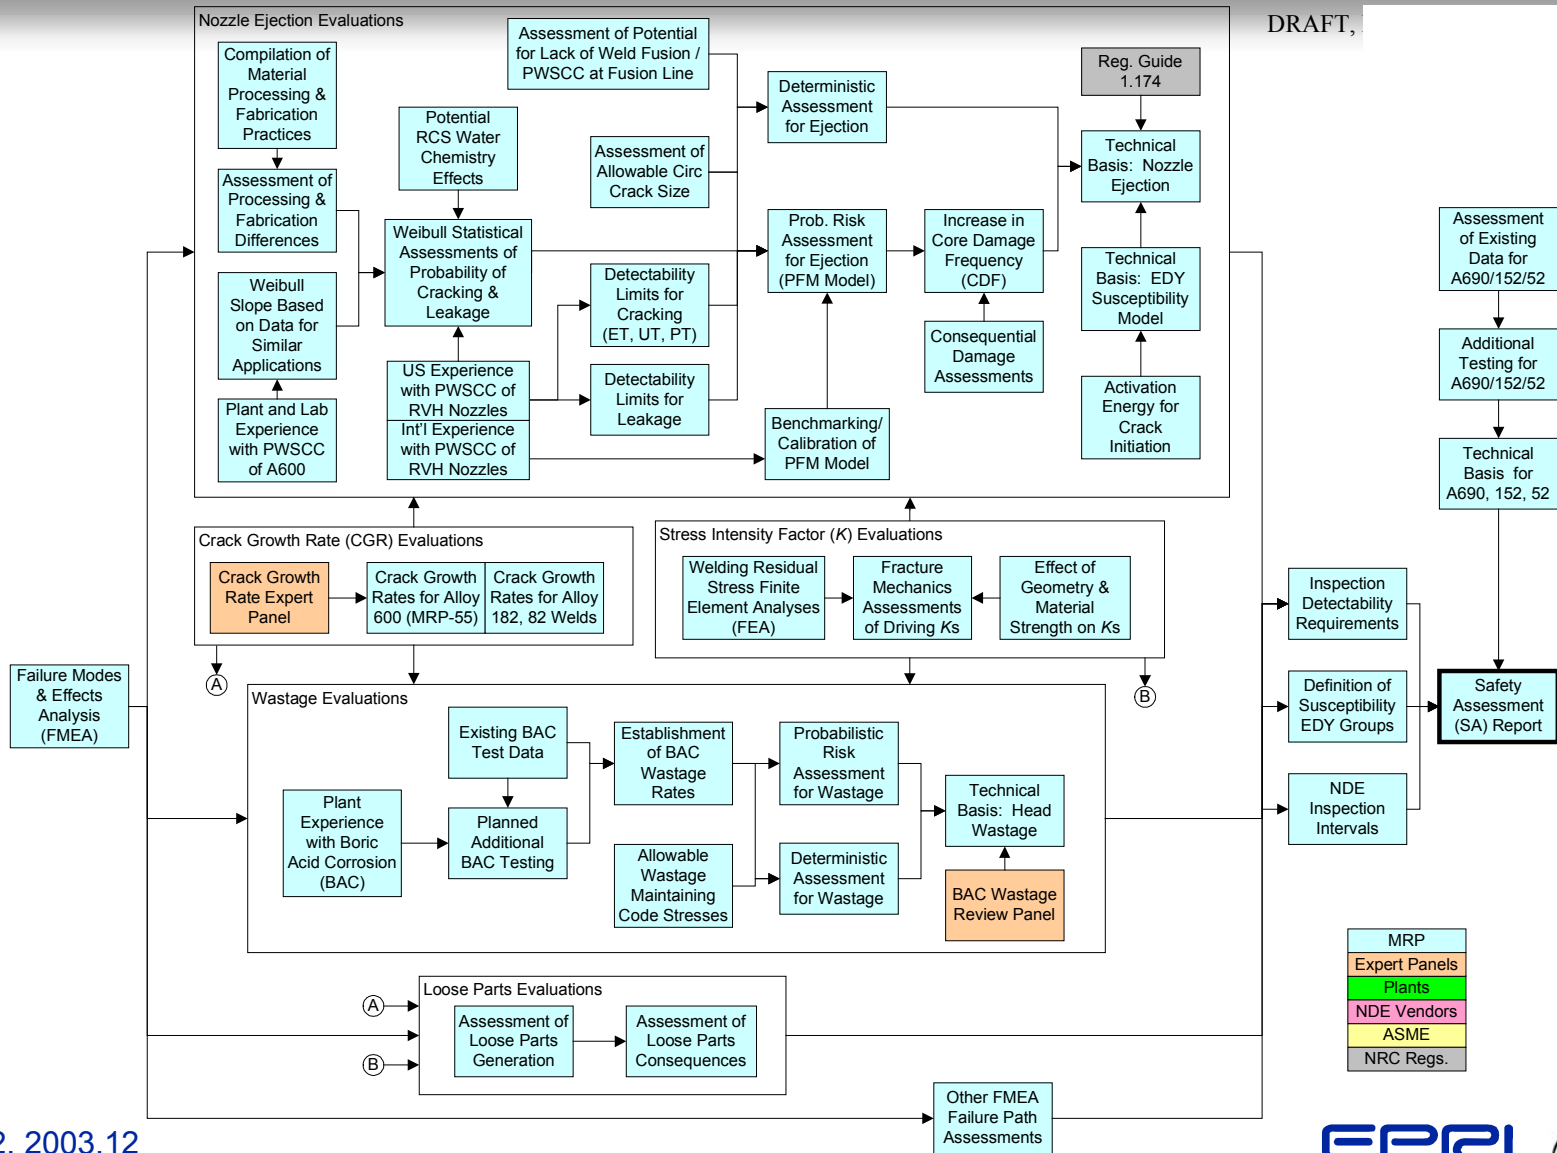 Nozzle Ejection Evaluations
DRAFT,
Compilation of
Material
Processing &
Fabrication
Practices
Assessment of
Processing &
Fabrication
Differences
Weibull
Slope Based
on Data for
Similar
Applications
Plant and Lab
Experience
with PWSCC
of A600
Potential
RCS Water
Chemistry
Effects
Weibull Statistical
Assessments of
Probability of
Cracking &
Leakage
US Experience
with PWSCC of
RVH Nozzles
Int'l Experience
with PWSCC of
RVH Nozzles
Assessment of Potential
for Lack of Weld Fusion /
PWSCC at Fusion Line
Assessment of
Allowable Circ
Crack Size
Detectability
Limits for
Cracking
(ET, UT, PT)
Detectability
Limits for
Leakage
Deterministic
Assessment
for Ejection
Prob. Risk
Assessment
for Ejection
(PFM Model)
Benchmarking/
Calibration of
PFM Model
Increase in
Core Damage
Frequency
(CDF)
Consequential
Damage
Assessments
Reg. Guide
1.174
Technical
Basis: Nozzle
Ejection
Technical
Basis: EDY
Susceptibility
Model
Activation
Energy for
Crack
Initiation
Assessment
of Existing
Data for
A690/152/52
Additional
Testing for
A690/152/52
Technical
Basis for
A690, 152, 52
Crack Growth Rate (CGR) Evaluations
Crack Growth
Rate Expert
Panel
Crack Growth
Rates for Alloy
600 (MRP-55)
Crack Growth
Rates for Alloy
182, 82 Welds
A
Stress Intensity Factor (K) Evaluations
Welding Residual
Stress Finite
Element Analyses
(FEA)
Fracture
Mechanics
Assessments
of Driving Ks
Effect of
Geometry &
Material
Strength on Ks
B
Failure Modes
& Effects
Analysis
(FMEA)
Wastage Evaluations
Plant
Experience
with Boric
Acid Corrosion
(BAC)
Existing BAC
Test Data
Planned
Additional
BAC Testing
Establishment
of BAC
Wastage
Rates
Allowable
Wastage
Maintaining
Code Stresses
Probabilistic
Risk
Assessment
for Wastage
Deterministic
Assessment
for Wastage
Technical
Basis: Head
Wastage
BAC Wastage
Review Panel
Inspection
Detectability
Requirements
Definition of
Susceptibility
EDY Groups
NDE
Inspection
Intervals
Safety
Assessment
(SA) Report
Loose Parts Evaluations
A
B
Assessment of
Loose Parts
Generation
Assessment of
Loose Parts
Consequences
Other FMEA
Failure Path
Assessments
MRP
Expert Panels
Plants
NDE Vendors
ASME
NRC Regs.
2. 2003.12
EPRI